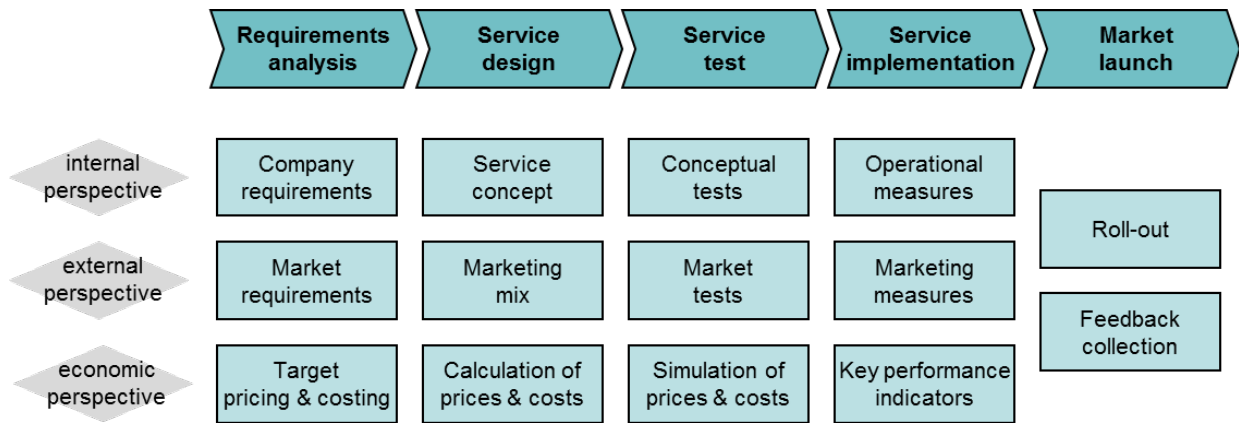 Requirements
analysis
Service
design
Service
test
Service
implementation
Market
launch
internal
perspective
Company
requirements
Service
concept
Conceptual
tests
Operational
measures
Roll-out
external
perspective
Market
requirements
Marketing
mix
Market
tests
Marketing
measures
Feedback
collection
economic
perspective
Target
pricing & costing
Calculation of
prices & costs
Simulation of
prices & costs
Key performance
indicators